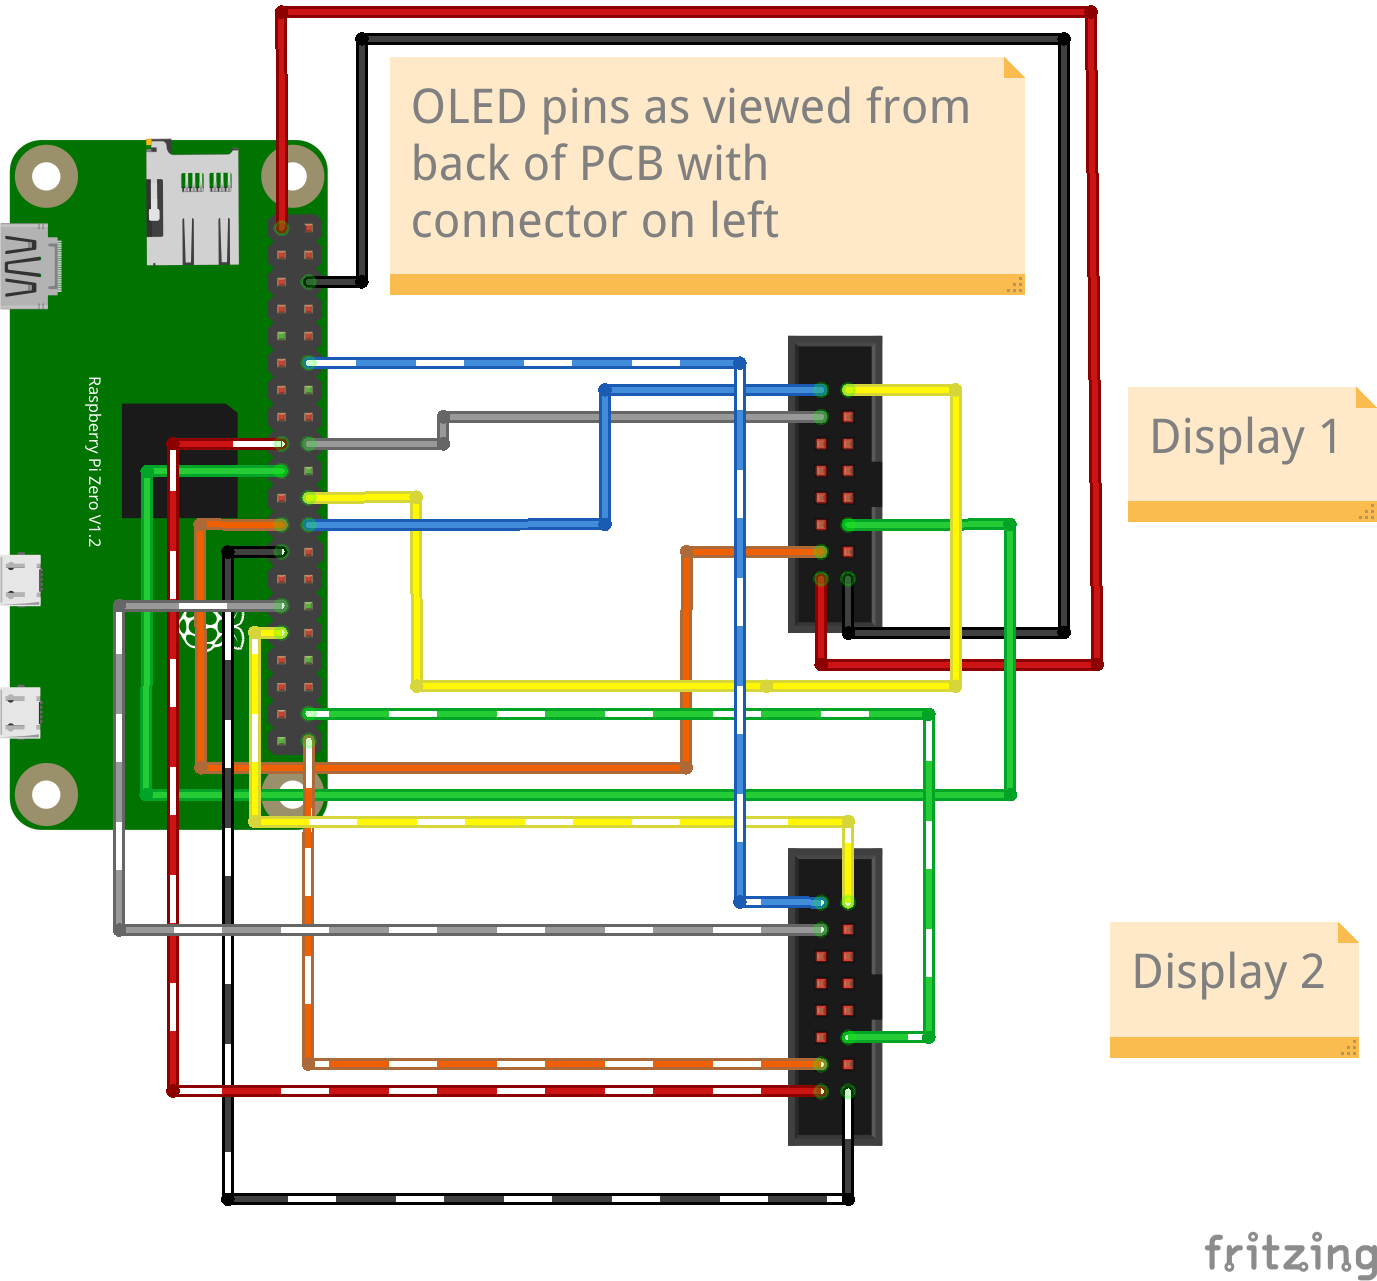 OLED pins as viewed from
back of PCB with
connector on left
Raspberry Pi Zero V1.2
Display 1
Display 2
fritzing